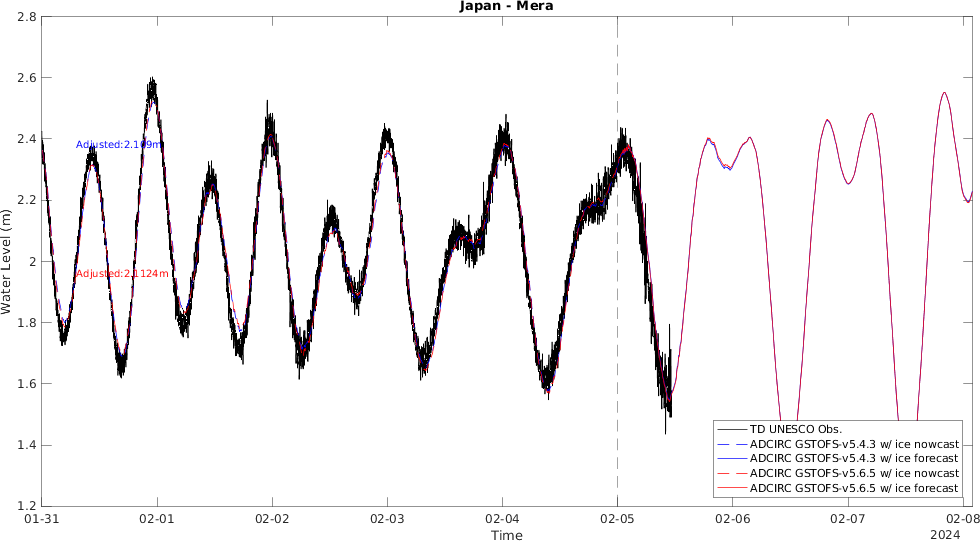 Japan - Mera
2.8
2.6
2.4
2.2
2
1.8
1.6
1.4
1.2
Water Level (m)
Adjusted:2.109m
Adjusted:2.1124m
TD UNESCO Obs.
ADCIRC GSTOFS-v5.4.3 w/ ice nowcast
ADCIRC GSTOFS-v5.4.3 w/ ice forecast
ADCIRC GSTOFS-v5.6.5 w/ ice nowcast
ADCIRC GSTOFS-v5.6.5 w/ ice forecast
01-31 02-01 02-02 02-03 02-04 02-05 02-06 02-07 02-08
Time
2024